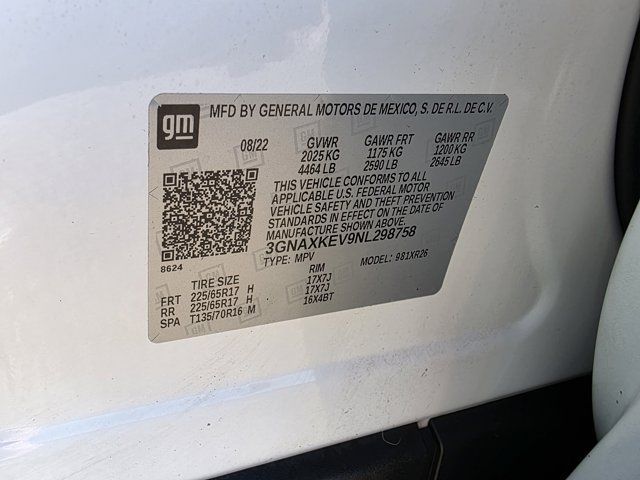 gm
MFD BY GENERAL MOTORS DE MEXICO, S. DE R.L. DE C.V.
08/22 GVWR GAWR FRT GAWR RR
2025 KG 1175 KG 1200 KG
4464 LB 2590 LB 2645 LB
THIS VEHICLE CONFORMS TO ALL
APPLICABLE U.S. FEDERAL MOTOR
VEHICLE SAFETY AND THEFT PREVENTION
STANDARDS IN EFFECT ON THE DATE OF
MANUFACTURE SHOWN ABOVE.
3GNAXKEV9NL298758
8624
TYPE: MPV MODEL: 981XR26
TIRE SIZE RIM
FRT 225/65R17 H 17X7J
RR 225/65R17 H 17X7J
SPA T135/70R16 M 16X4BT